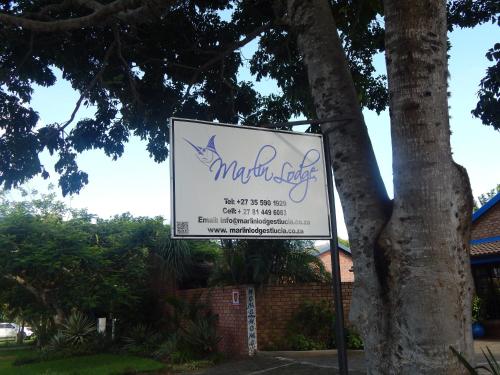 Marlin Lodge
Tel: +27 35 590 1929
Cell: + 27 81 449 6083
Email: info@marlinlodgestlucia.co.za
www. marlinlodgestlucia.co.za